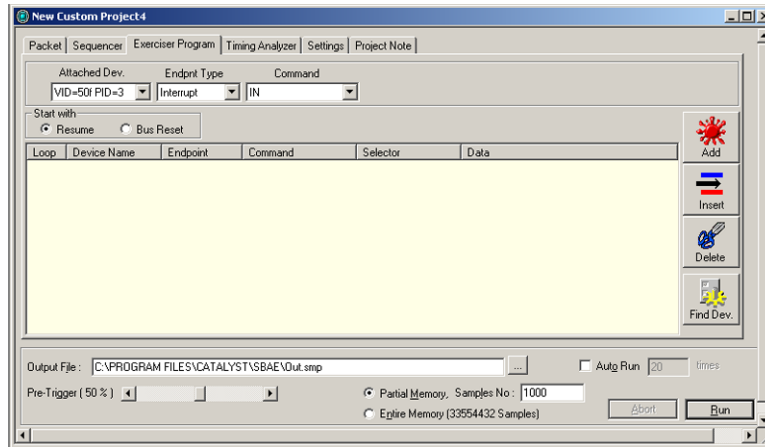 New Custom Project4
Packet Sequencer Exerciser Program Timing Analyzer Settings Project Note
Attached Dev. Endpnt Type Command
VID=50f PID=3 Interrupt IN
Start with
Resume Bus Reset
Loop Device Name Endpoint Command Selector Data
Add
Insert
Delete
Find Dev.
Output File : C:\PROGRAM FILES\CATALYST\SBAE\Out.smp ... Auto Run 20 times
Pre-Trigger ( 50 % ) Partial Memory, Samples No : 1000
Entire Memory (33554432 Samples) Abort Run